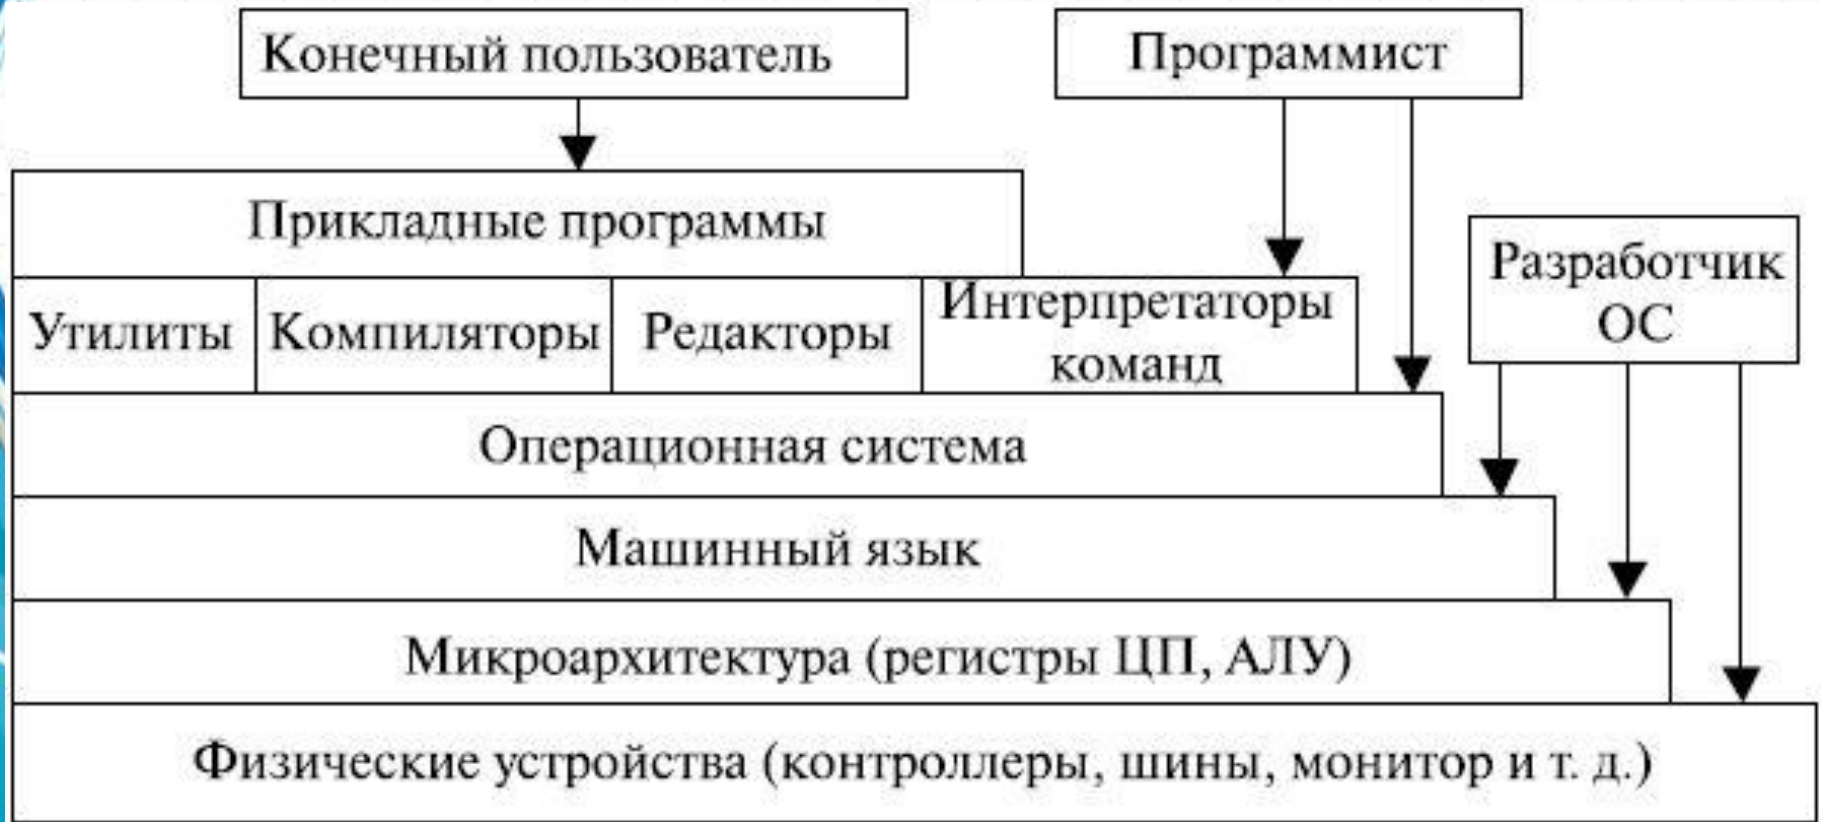 Конечный пользователь
Программист
Прикладные программы
Разработчик
ОС
Утилиты
Компиляторы
Редакторы
Интерпретаторы
команд
Операционная система
Машинный язык
Микроархитектура (регистры ЦП, АЛУ)
Физические устройства (контроллеры, шины, монитор и т. д.)